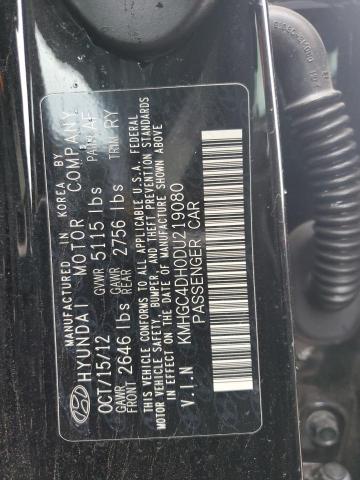 MANUFACTURED IN KOREA BY
HYUNDAI MOTOR COMPANY
OCT/15/12 GVWR 5115 lbs PAINT
GAWR FRONT 2646 lbs GAWR REAR 2756 lbs TRIM RY
THIS VEHICLE CONFORMS TO ALL APPLICABLE U.S.A. FEDERAL
MOTOR VEHICLE SAFETY, BUMPER, AND THEFT PREVENTION STANDARDS
IN EFFECT ON THE DATE OF MANUFACTURE SHOWN ABOVE
V.I.N KMHGC4DH0DU219080
PASSENGER CAR